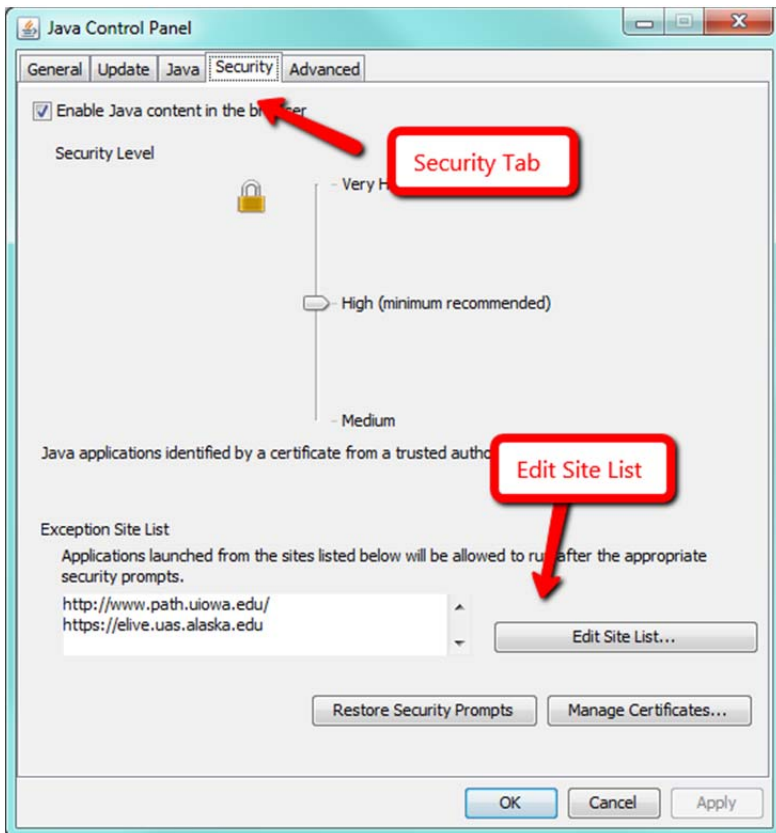 Java Control Panel
General Update Java Security Advanced
Enable Java content in the browser
Security Level
Security Tab
Very H
High (minimum recommended)
Medium
Java applications identified by a certificate from a trusted autho
Edit Site List
Exception Site List
Applications launched from the sites listed below will be allowed to run after the appropriate
security prompts.
http://www.path.uiowa.edu/
https://elive.uas.alaska.edu
Edit Site List...
Restore Security Prompts Manage Certificates...
OK Cancel Apply